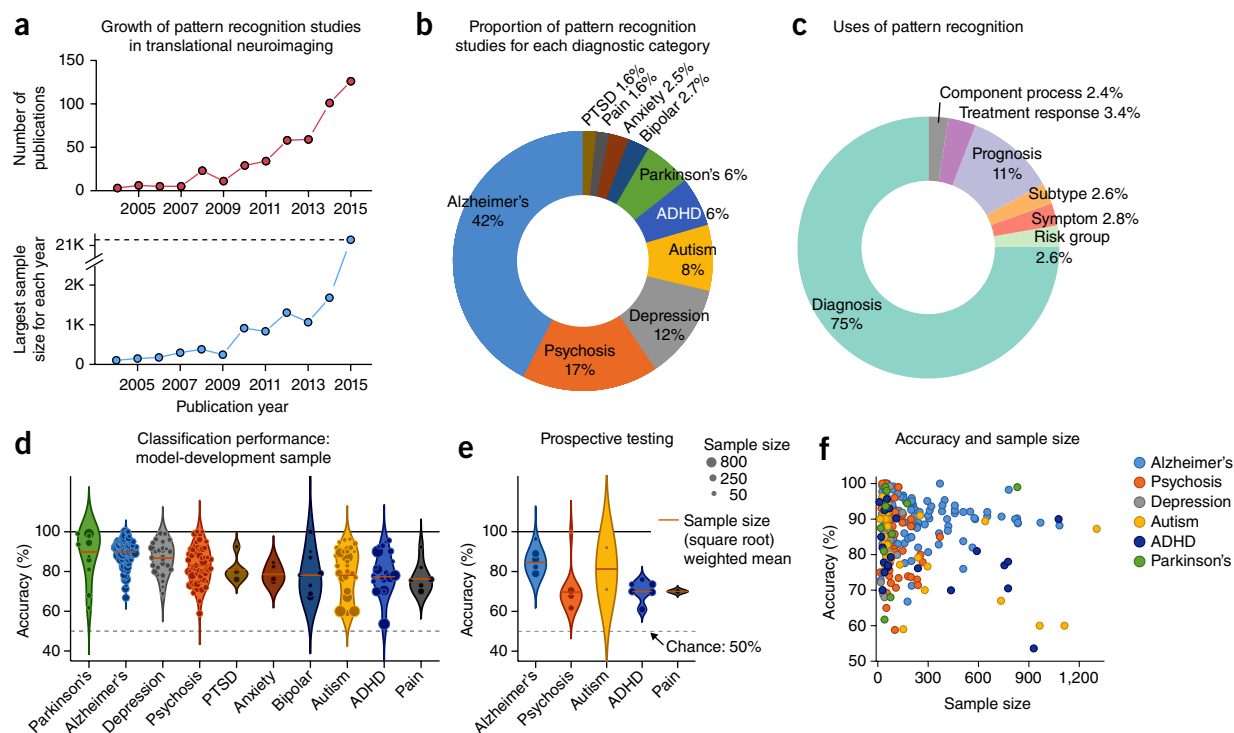 a
Growth of pattern recognition studies
in translational neuroimaging
Number of
publications
150
100
50
0
2005 2007 2009 2011 2013 2015
Largest sample
size for each year
21K
2K
1K
0
2005 2007 2009 2011 2013 2015
Publication year
b
Proportion of pattern recognition
studies for each diagnostic category
PTSD 1.6%
Pain 1.6%
Anxiety 2.5%
Bipolar 2.7%
Parkinson's 6%
ADHD 6%
Autism
8%
Depression
12%
Psychosis
17%
Alzheimer's
42%
c
Uses of pattern recognition
Component process 2.4%
Treatment response 3.4%
Prognosis
11%
Subtype 2.6%
Symptom 2.8%
Risk group
2.6%
Diagnosis
75%
d
Classification performance:
model-development sample
Accuracy (%)
100
80
60
40
Parkinson's
Alzheimer's
Depression
Psychosis
PTSD
Anxiety
Bipolar
Autism
ADHD
Pain
e
Prospective testing
Accuracy (%)
100
80
60
40
Alzheimer's
Psychosis
Autism
ADHD
Pain
Sample size
800
250
50
Sample size
(square root)
weighted mean
Chance: 50%
f
Accuracy and sample size
Accuracy (%)
100
90
80
70
60
50
0 300 600 900 1,200
Sample size
Alzheimer's
Psychosis
Depression
Autism
ADHD
Parkinson's